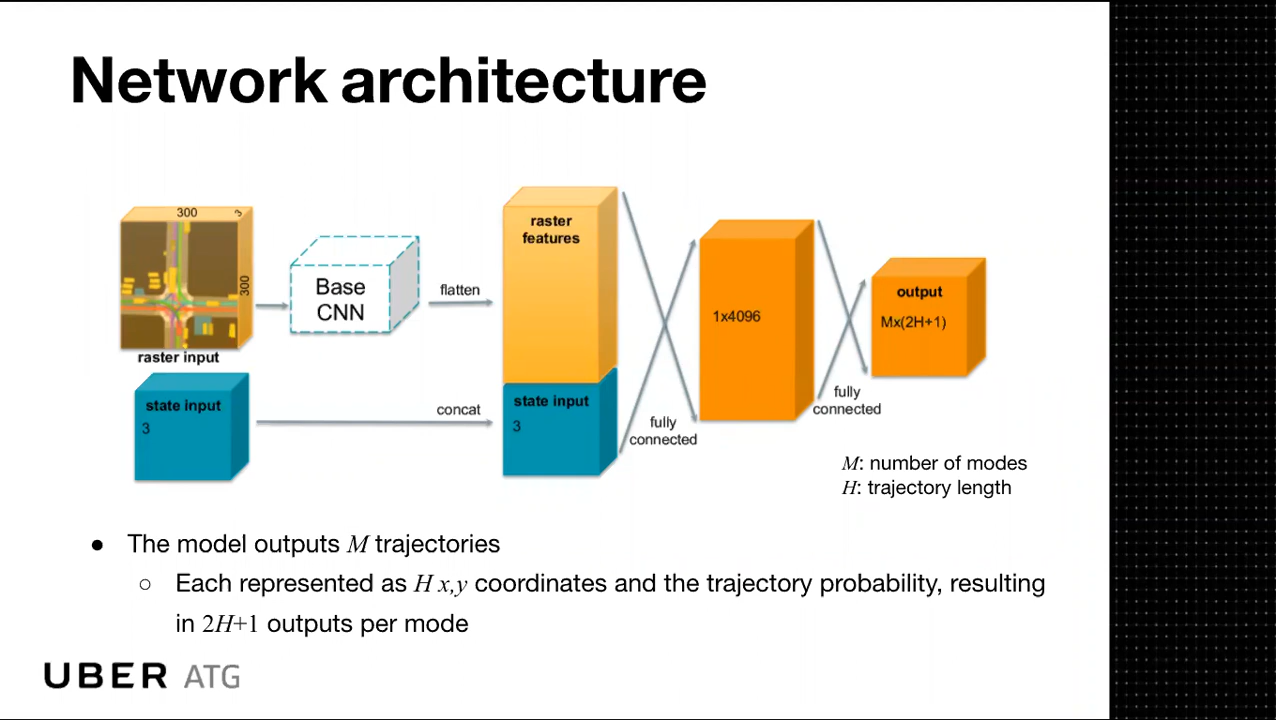 Network architecture
300
3
300
raster input
Base
CNN
flatten
raster
features
1x4096
output
Mx(2H+1)
state input
3
concat
state input
3
fully
connected
fully
connected
M: number of modes
H: trajectory length
● The model outputs M trajectories
○ Each represented as H x,y coordinates and the trajectory probability, resulting
in 2H+1 outputs per mode
UBER ATG